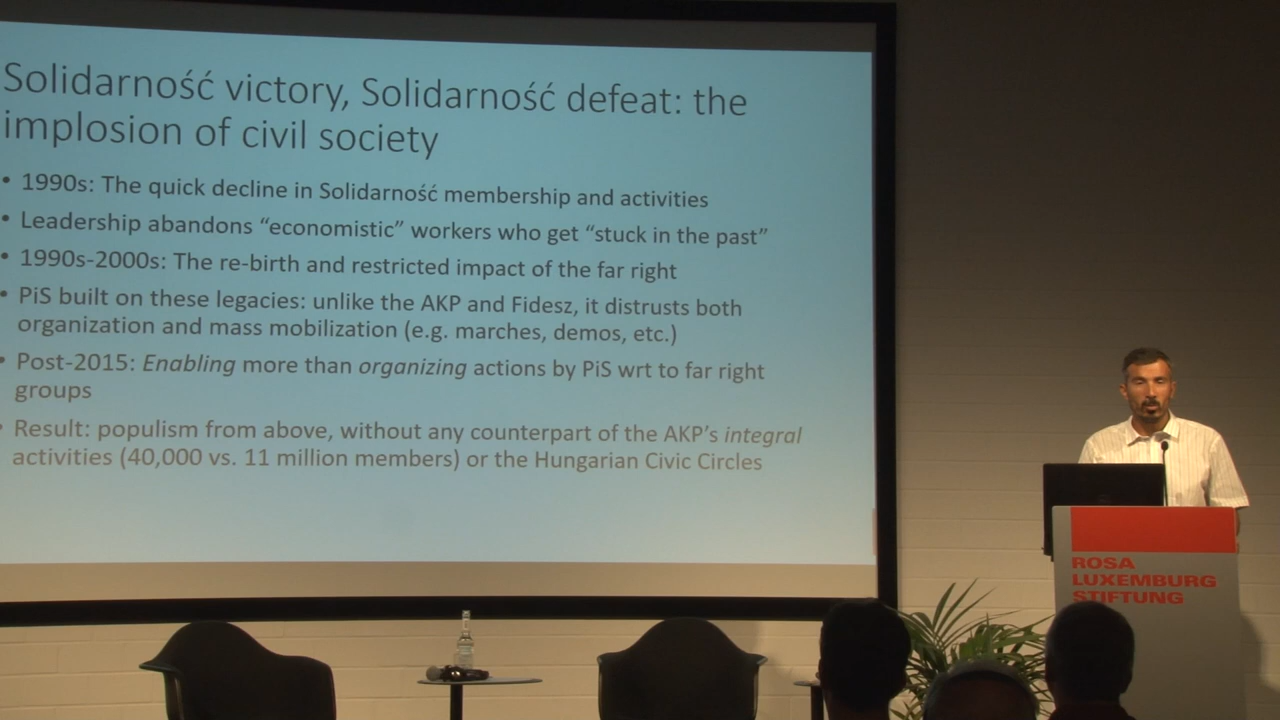 Solidarność victory, Solidarność defeat: the
implosion of civil society
• 1990s: The quick decline in Solidarność membership and activities
• Leadership abandons “economistic” workers who get “stuck in the past”
• 1990s-2000s: The re-birth and restricted impact of the far right
• PiS built on these legacies: unlike the AKP and Fidesz, it distrusts both
organization and mass mobilization (e.g. marches, demos, etc.)
• Post-2015: Enabling more than organizing actions by PiS wrt to far right
groups
• Result: populism from above, without any counterpart of the AKP’s integral
activities (40,000 vs. 11 million members) or the Hungarian Civic Circles
ROSA
LUXEMBURG
STIFTUNG